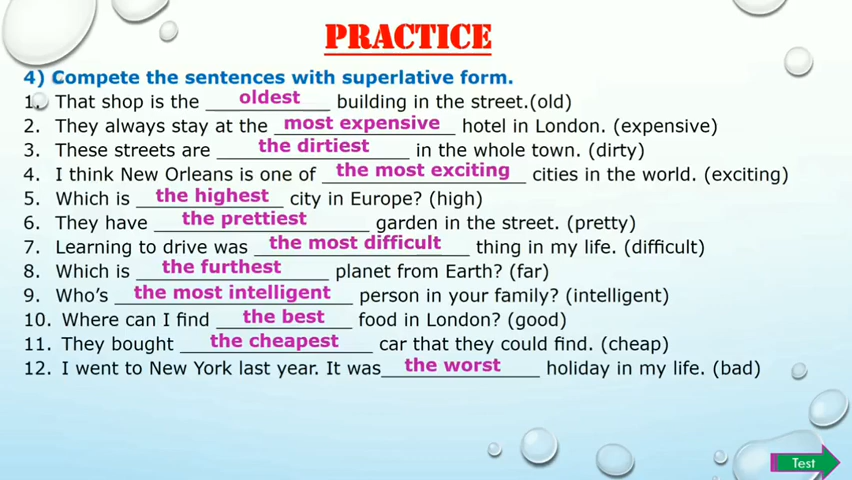 PRACTICE
4) Compete the sentences with superlative form.
1. That shop is the oldest building in the street.(old)
2. They always stay at the most expensive hotel in London. (expensive)
3. These streets are the dirtiest in the whole town. (dirty)
4. I think New Orleans is one of the most exciting cities in the world. (exciting)
5. Which is the highest city in Europe? (high)
6. They have the prettiest garden in the street. (pretty)
7. Learning to drive was the most difficult thing in my life. (difficult)
8. Which is the furthest planet from Earth? (far)
9. Who's the most intelligent person in your family? (intelligent)
10. Where can I find the best food in London? (good)
11. They bought the cheapest car that they could find. (cheap)
12. I went to New York last year. It was the worst holiday in my life. (bad)
Test